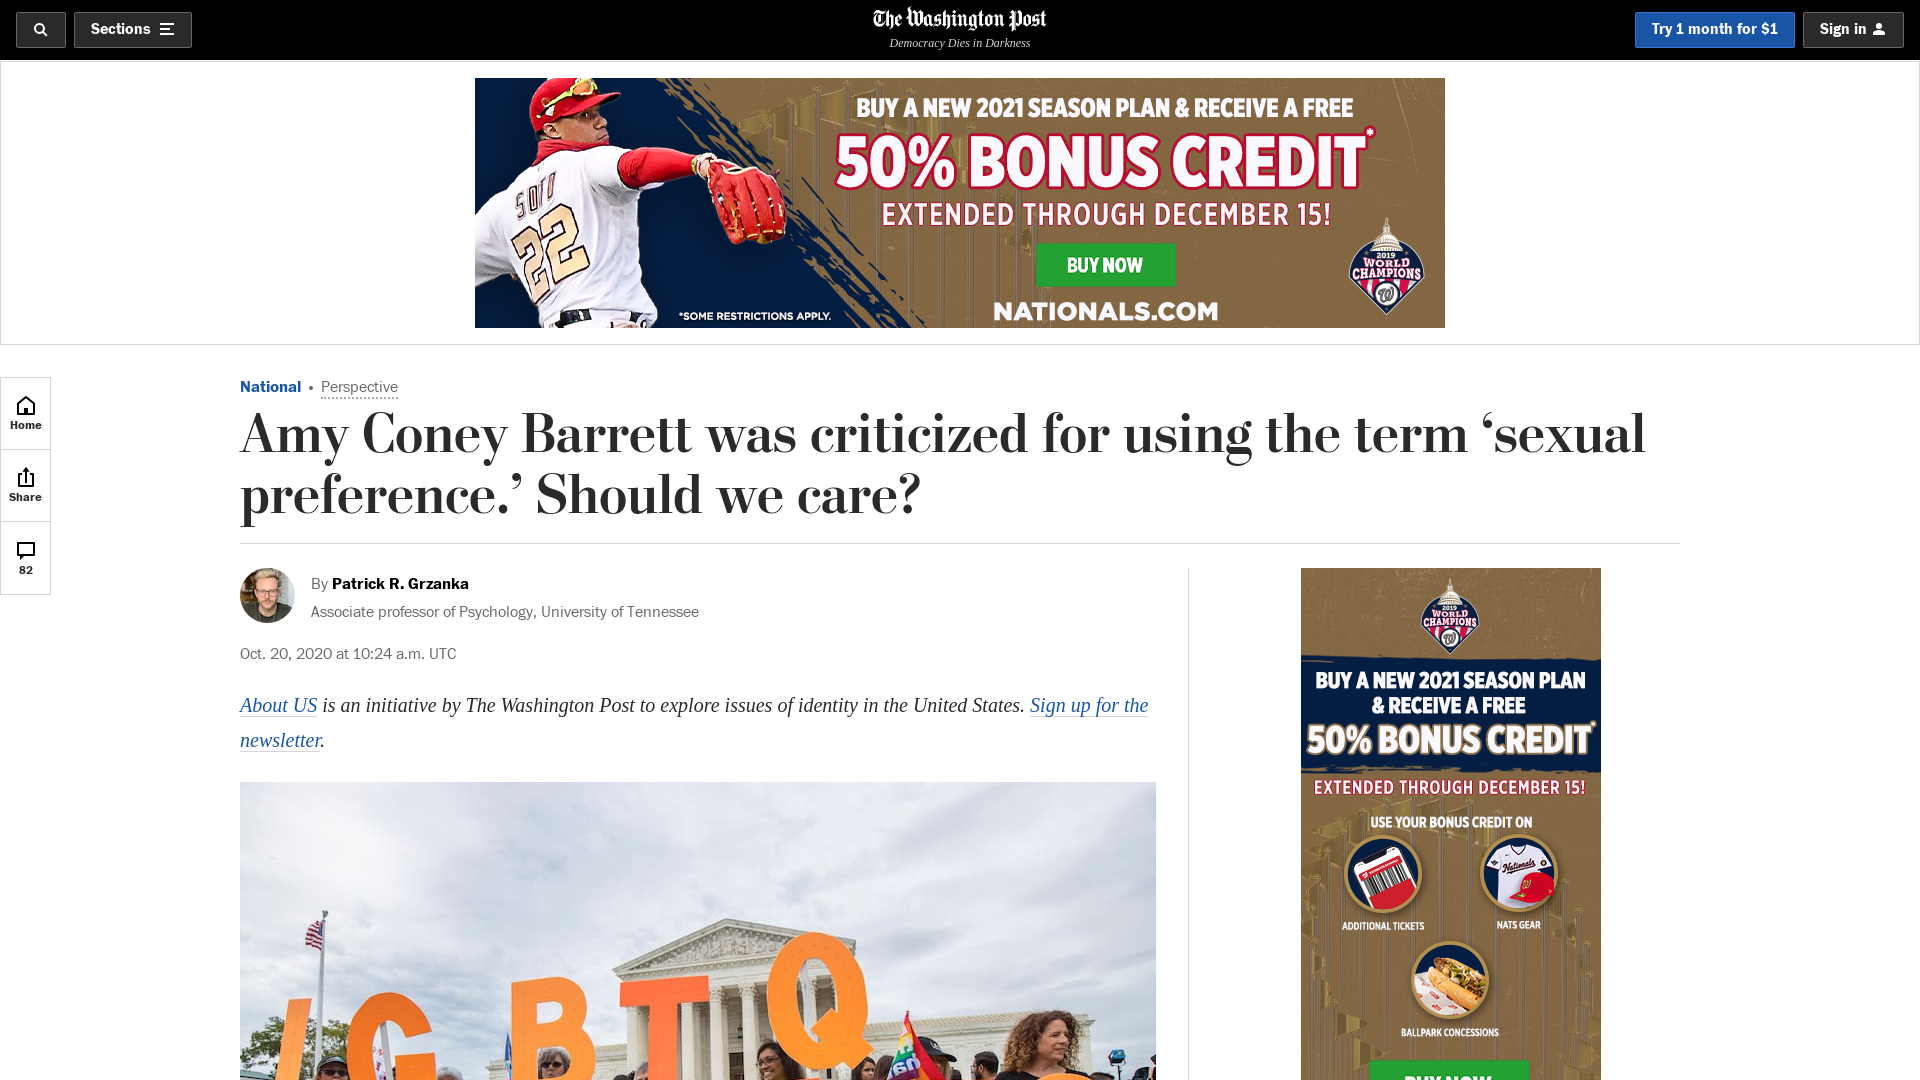 Sections
The Washington Post
Democracy Dies in Darkness
Try 1 month for $1
Sign in
BUY A NEW 2021 SEASON PLAN & RECEIVE A FREE
50% BONUS CREDIT*
EXTENDED THROUGH DECEMBER 15!
BUY NOW
NATIONALS.COM
*SOME RESTRICTIONS APPLY.
22
2019
WORLD
CHAMPIONS
W
Home
Share
82
National • Perspective
Amy Coney Barrett was criticized for using the term ‘sexual
preference.’ Should we care?
By Patrick R. Grzanka
Associate professor of Psychology, University of Tennessee
Oct. 20, 2020 at 10:24 a.m. UTC
About US is an initiative by The Washington Post to explore issues of identity in the United States. Sign up for the
newsletter.
LGBTQ
2019
WORLD
CHAMPIONS
W
BUY A NEW 2021 SEASON PLAN
& RECEIVE A FREE
50% BONUS CREDIT*
EXTENDED THROUGH DECEMBER 15!
USE YOUR BONUS CREDIT ON
Nationals
ADDITIONAL TICKETS
NATS GEAR
BALLPARK CONCESSIONS
BUY NOW